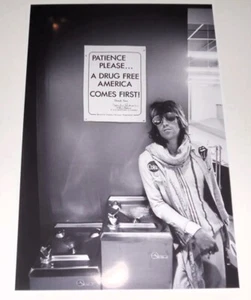 PATIENCE
PLEASE...
A DRUG FREE
AMERICA
COMES FIRST!